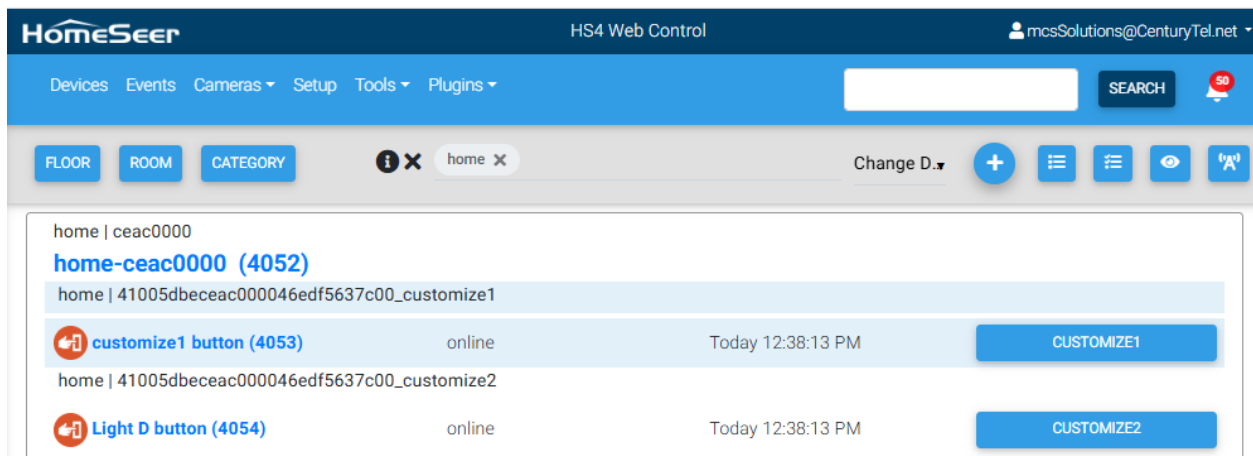 HomeSeer HS4 Web Control mcsSolutions@CenturyTel.net
Devices Events Cameras Setup Tools Plugins SEARCH 50
FLOOR ROOM CATEGORY home Change D..
home | ceac0000
home-ceac0000 (4052)
home | 41005dbeceac000046edf5637c00_customize1
customize1 button (4053) online Today 12:38:13 PM CUSTOMIZE1
home | 41005dbeceac000046edf5637c00_customize2
Light D button (4054) online Today 12:38:13 PM CUSTOMIZE2